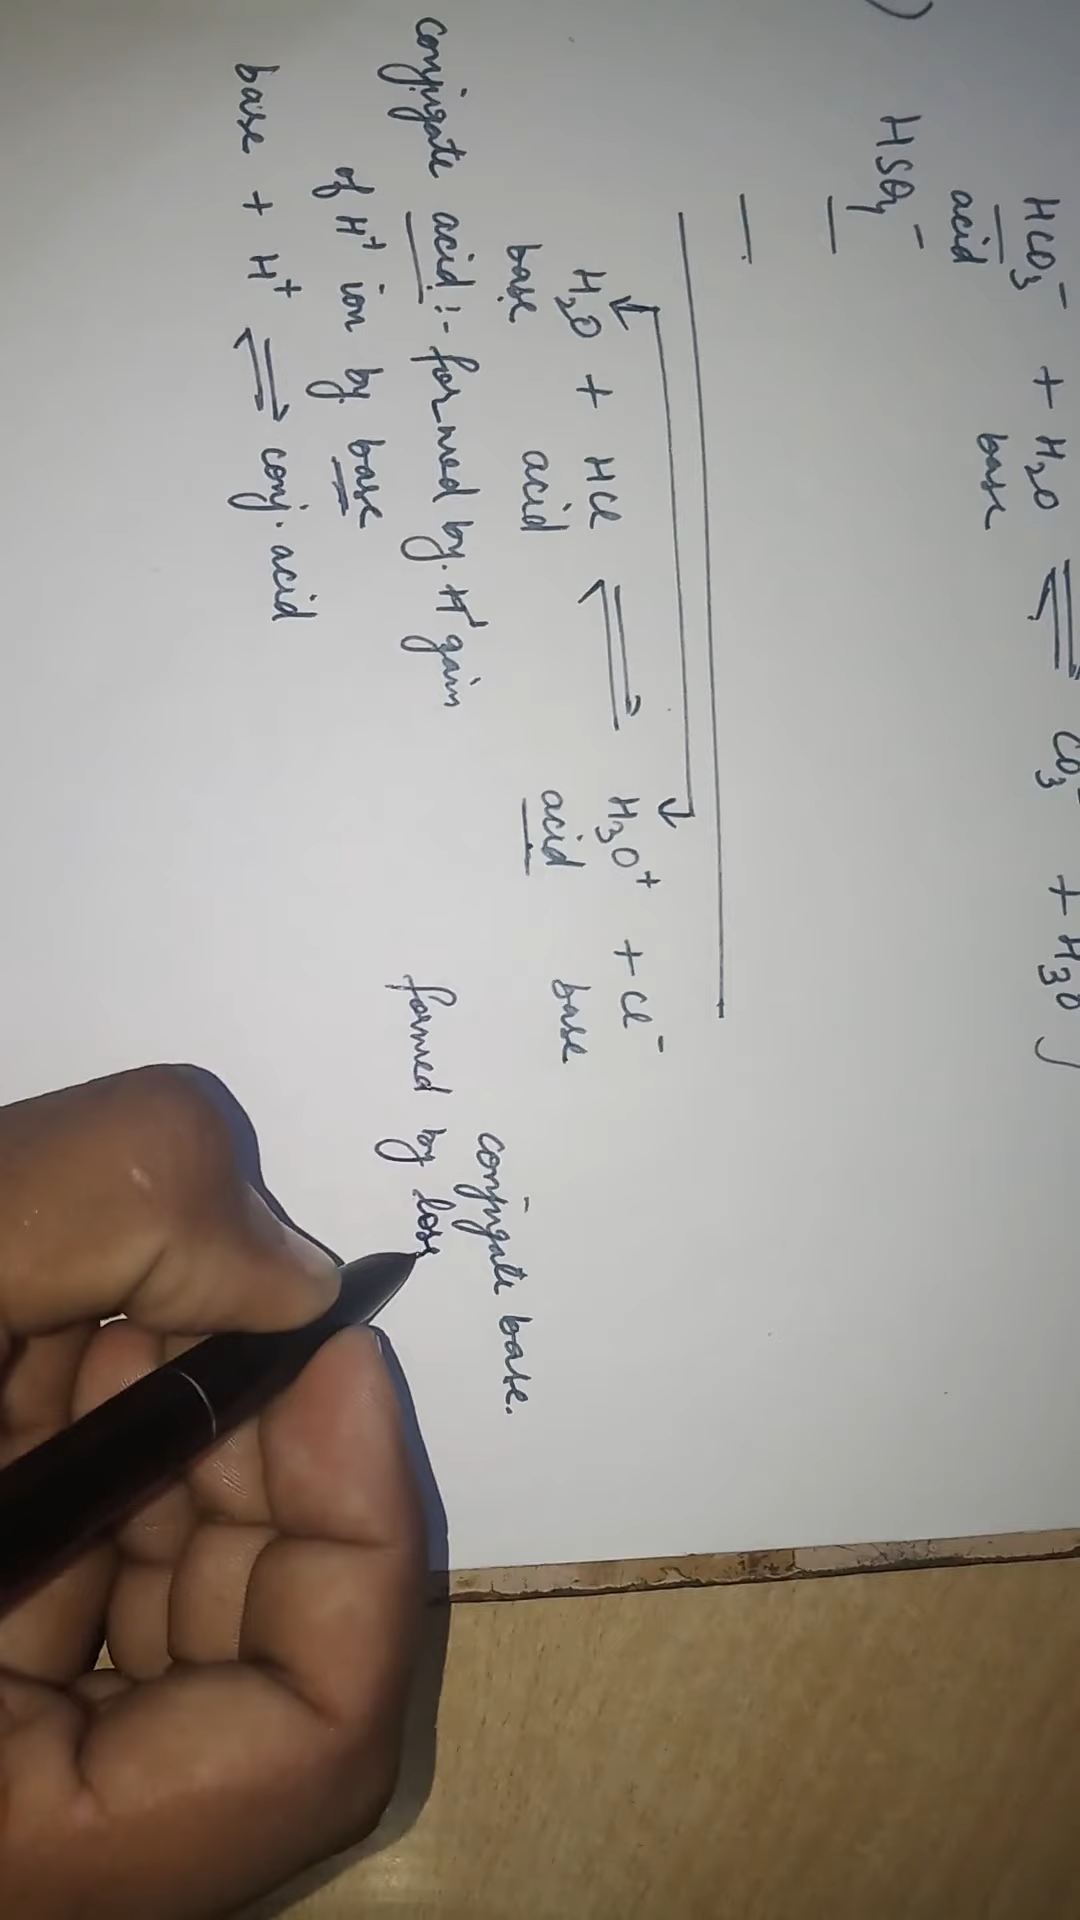 HCO3⁻ + H2O ⇌ CO3⁻ + H3O
acid base
HSO4⁻
H2O + HCl ⇌ H3O⁺ + Cl⁻
base acid acid base
conjugate base.
conjugate acid :- formed by. H⁺ gain
formed by loss
of H⁺ ion by base
base + H⁺ ⇌ conj. acid